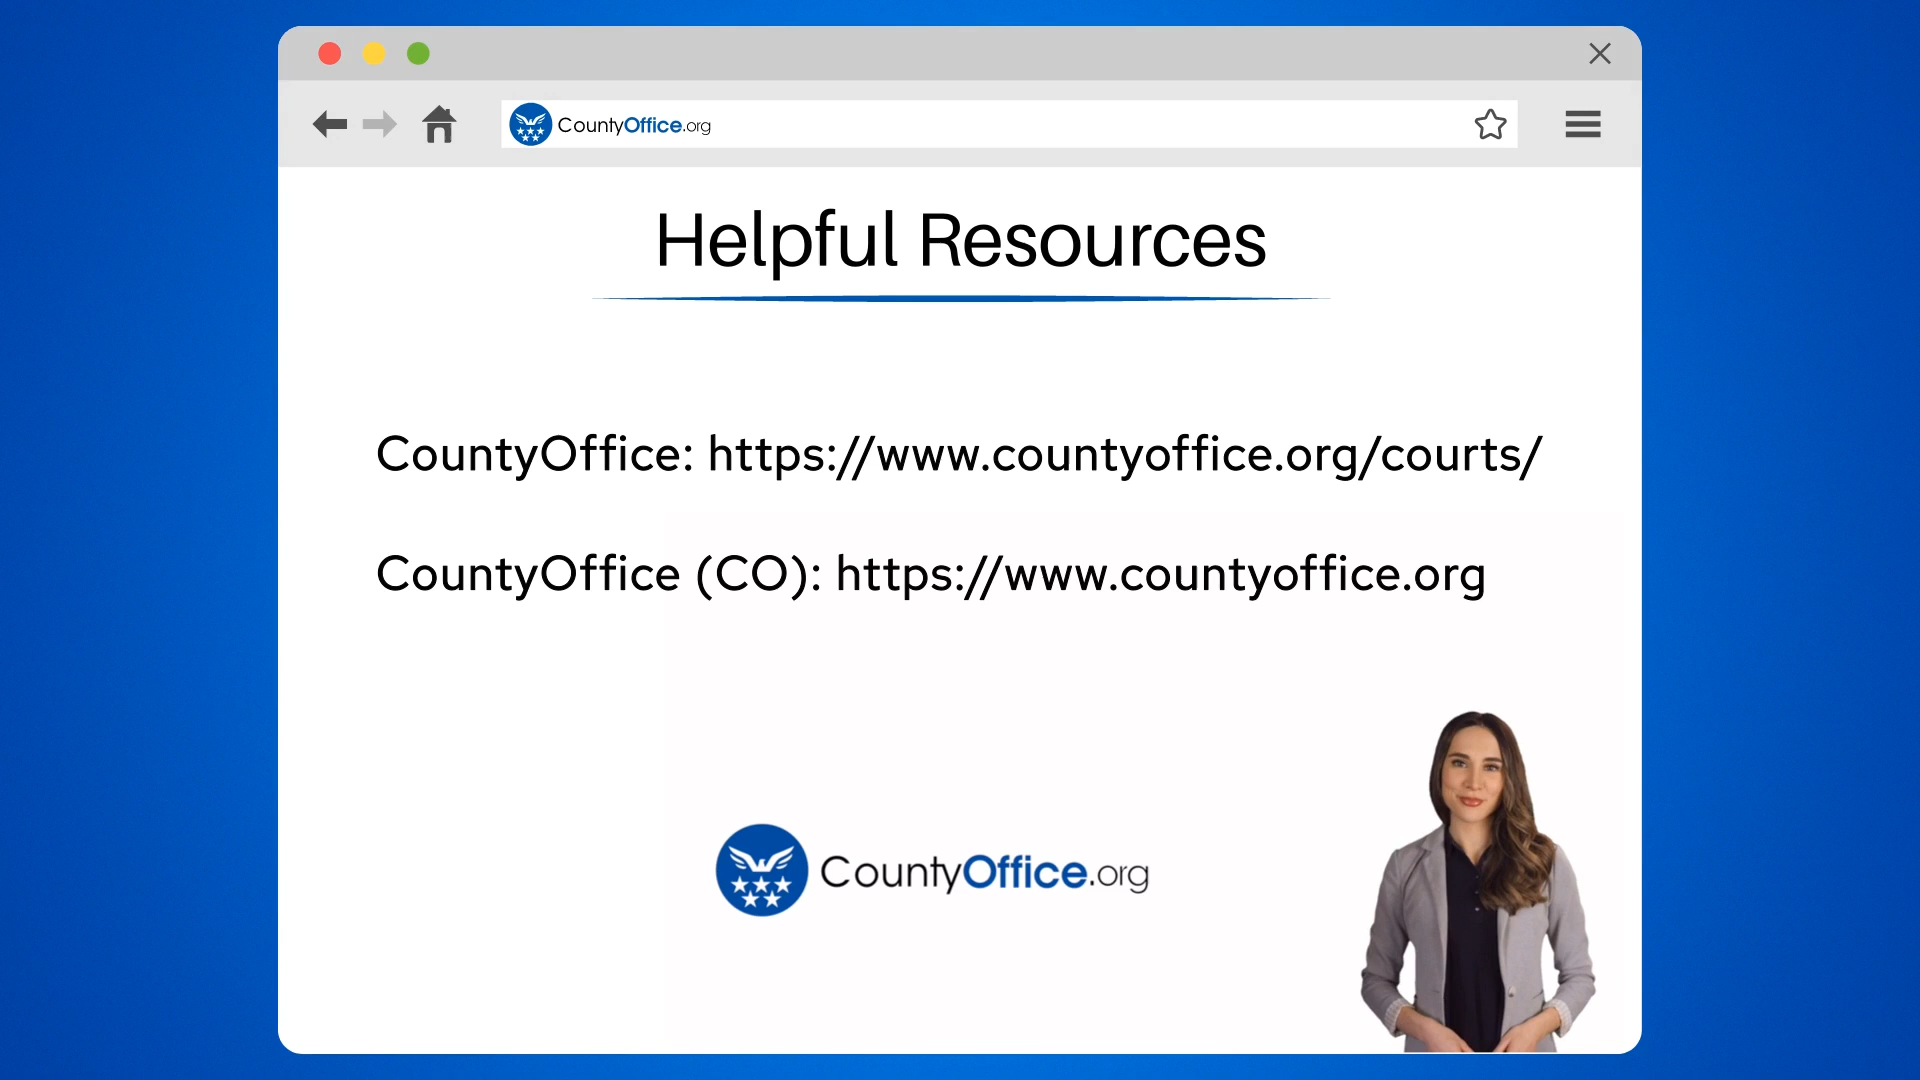 CountyOffice.org
Helpful Resources
CountyOffice: https://www.countyoffice.org/courts/
CountyOffice (CO): https://www.countyoffice.org
CountyOffice.org